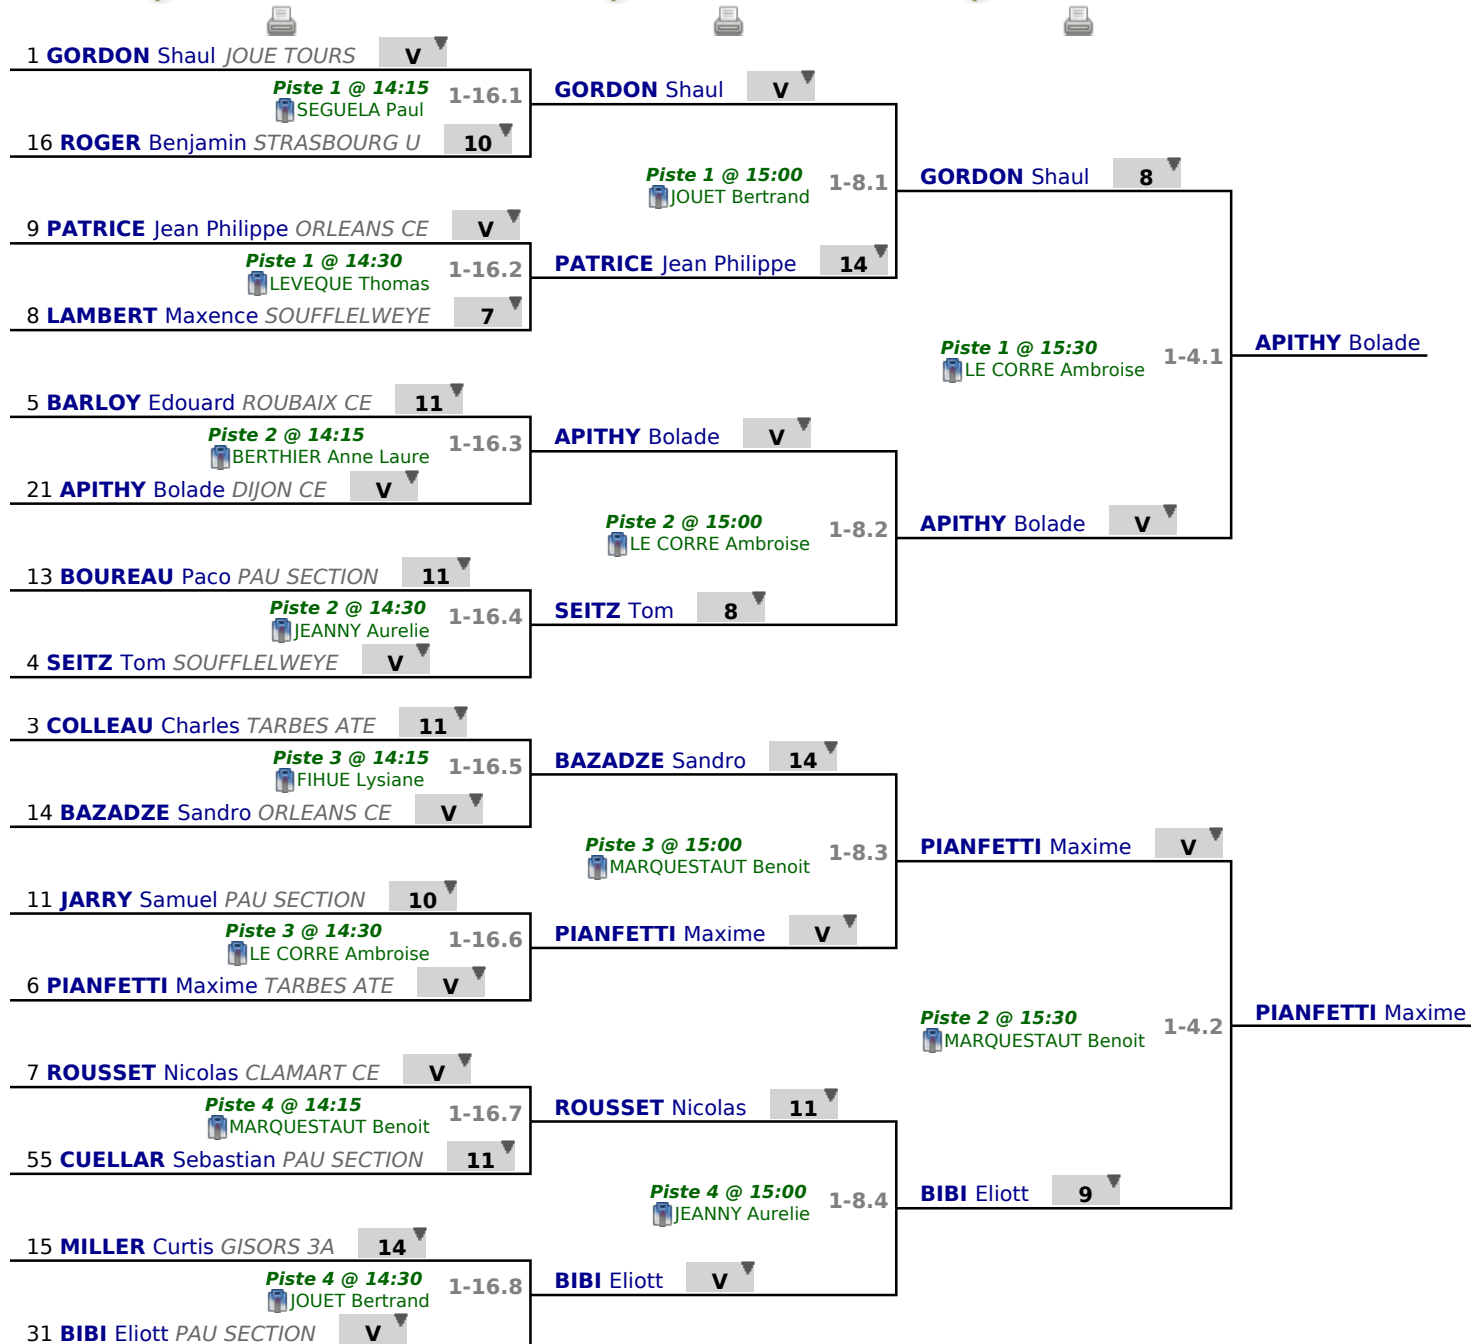 1 GORDON Shaul JOUE TOURS V
Piste 1 @ 14:15
SEGUELA Paul
1-16.1
16 ROGER Benjamin STRASBOURG U 10
9 PATRICE Jean Philippe ORLEANS CE V
Piste 1 @ 14:30
LEVEQUE Thomas
1-16.2
8 LAMBERT Maxence SOUFFLELWEYE 7
5 BARLOY Edouard ROUBAIX CE 11
Piste 2 @ 14:15
BERTHIER Anne Laure
1-16.3
21 APITHY Bolade DIJON CE V
13 BOUREAU Paco PAU SECTION 11
Piste 2 @ 14:30
JEANNY Aurelie
1-16.4
4 SEITZ Tom SOUFFLELWEYE V
3 COLLEAU Charles TARBES ATE 11
Piste 3 @ 14:15
FIHUE Lysiane
1-16.5
14 BAZADZE Sandro ORLEANS CE V
11 JARRY Samuel PAU SECTION 10
Piste 3 @ 14:30
LE CORRE Ambroise
1-16.6
6 PIANFETTI Maxime TARBES ATE V
7 ROUSSET Nicolas CLAMART CE V
Piste 4 @ 14:15
MARQUESTAUT Benoit
1-16.7
55 CUELLAR Sebastian PAU SECTION 11
15 MILLER Curtis GISORS 3A 14
Piste 4 @ 14:30
JOUET Bertrand
1-16.8
31 BIBI Eliott PAU SECTION V
GORDON Shaul V
Piste 1 @ 15:00
JOUET Bertrand
1-8.1
PATRICE Jean Philippe 14
APITHY Bolade V
Piste 2 @ 15:00
LE CORRE Ambroise
1-8.2
SEITZ Tom 8
BAZADZE Sandro 14
Piste 3 @ 15:00
MARQUESTAUT Benoit
1-8.3
PIANFETTI Maxime V
ROUSSET Nicolas 11
Piste 4 @ 15:00
JEANNY Aurelie
1-8.4
BIBI Eliott V
GORDON Shaul 8
Piste 1 @ 15:30
LE CORRE Ambroise
1-4.1
APITHY Bolade V
PIANFETTI Maxime V
Piste 2 @ 15:30
MARQUESTAUT Benoit
1-4.2
BIBI Eliott 9
APITHY Bolade
PIANFETTI Maxime